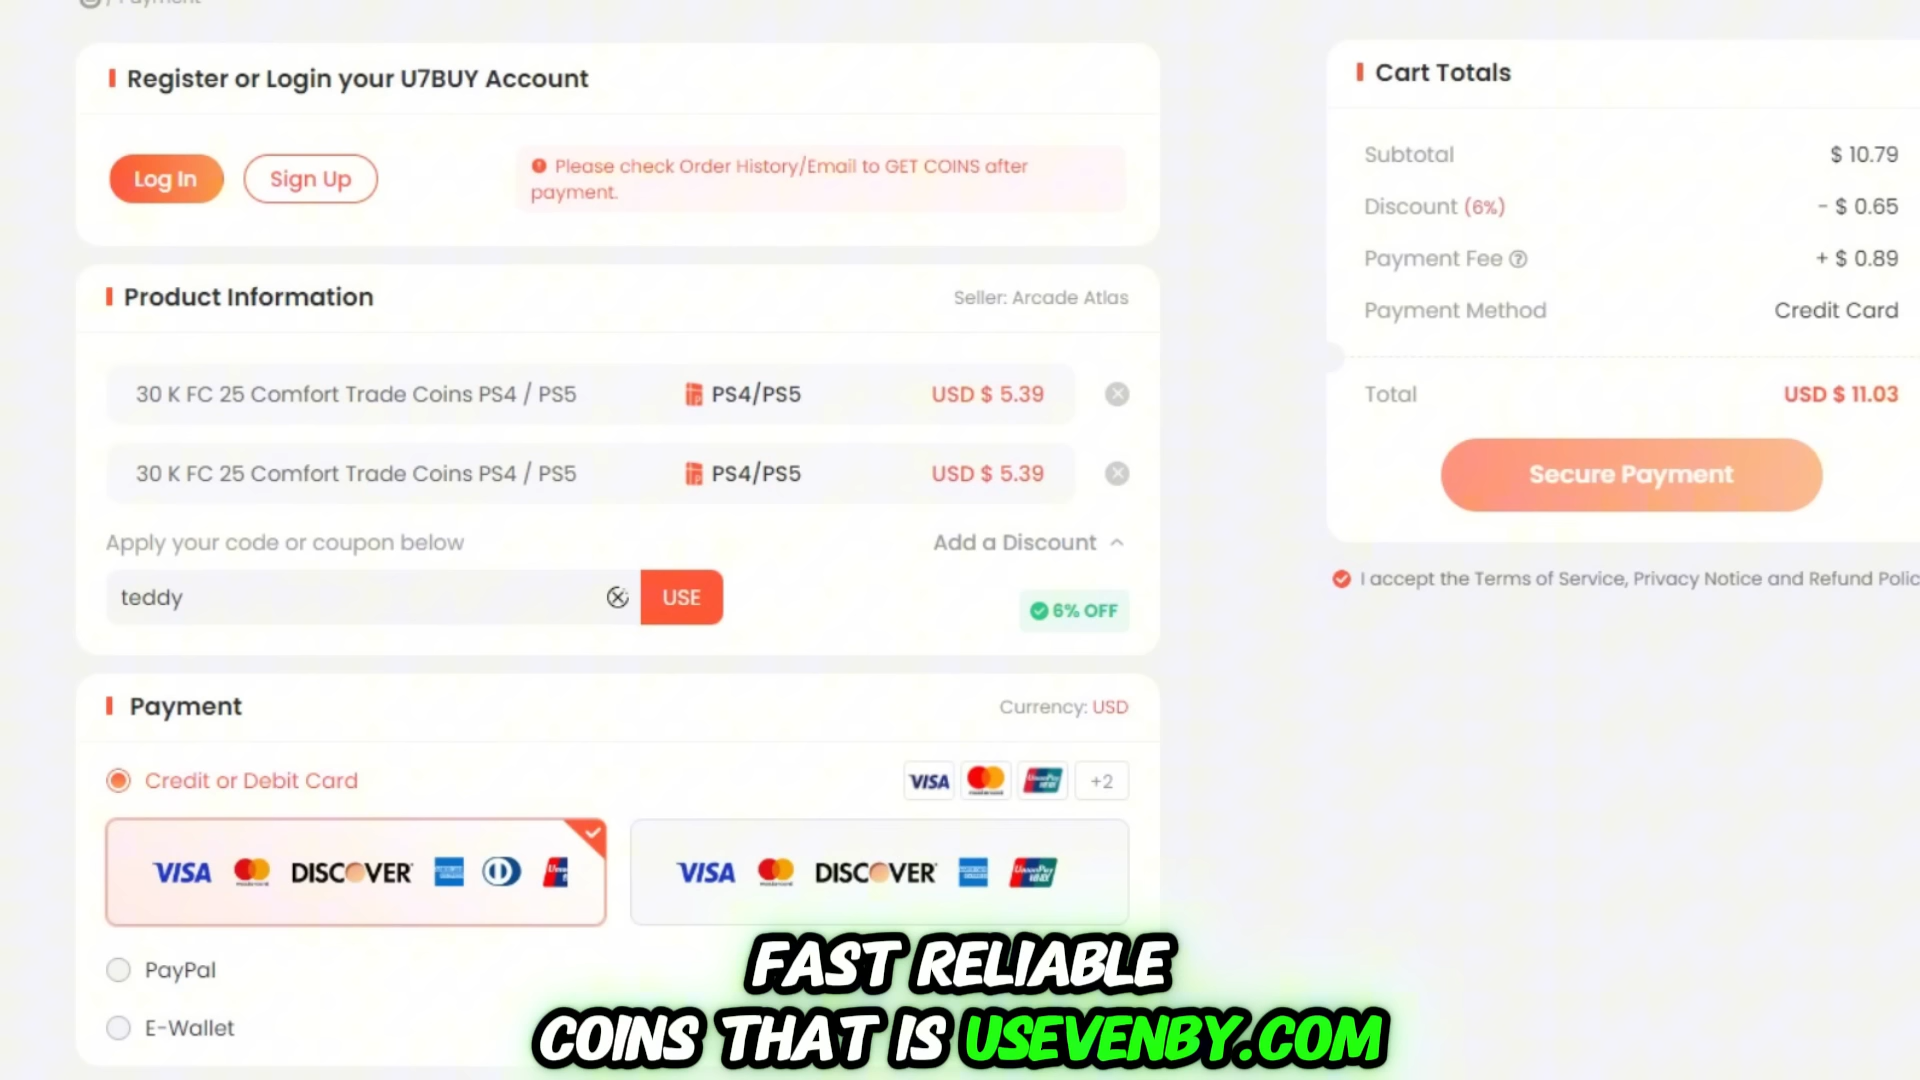 / Payment
Register or Login your U7BUY Account
Log In
Sign Up
Please check Order History/Email to GET COINS after
payment.
Product Information
Seller: Arcade Atlas
30 K FC 25 Comfort Trade Coins PS4 / PS5
PS4/PS5
USD $ 5.39
30 K FC 25 Comfort Trade Coins PS4 / PS5
PS4/PS5
USD $ 5.39
Apply your code or coupon below
Add a Discount
teddy
USE
6% OFF
Payment
Currency: USD
Credit or Debit Card
VISA
UnionPay
+2
VISA
DISCOVER
VISA
DISCOVER
UnionPay
PayPal
E-Wallet
Cart Totals
Subtotal
$ 10.79
Discount (6%)
- $ 0.65
Payment Fee
+ $ 0.89
Payment Method
Credit Card
Total
USD $ 11.03
Secure Payment
I accept the Terms of Service, Privacy Notice and Refund Polic
FAST RELIABLE
COINS THAT IS USEVENBY.COM